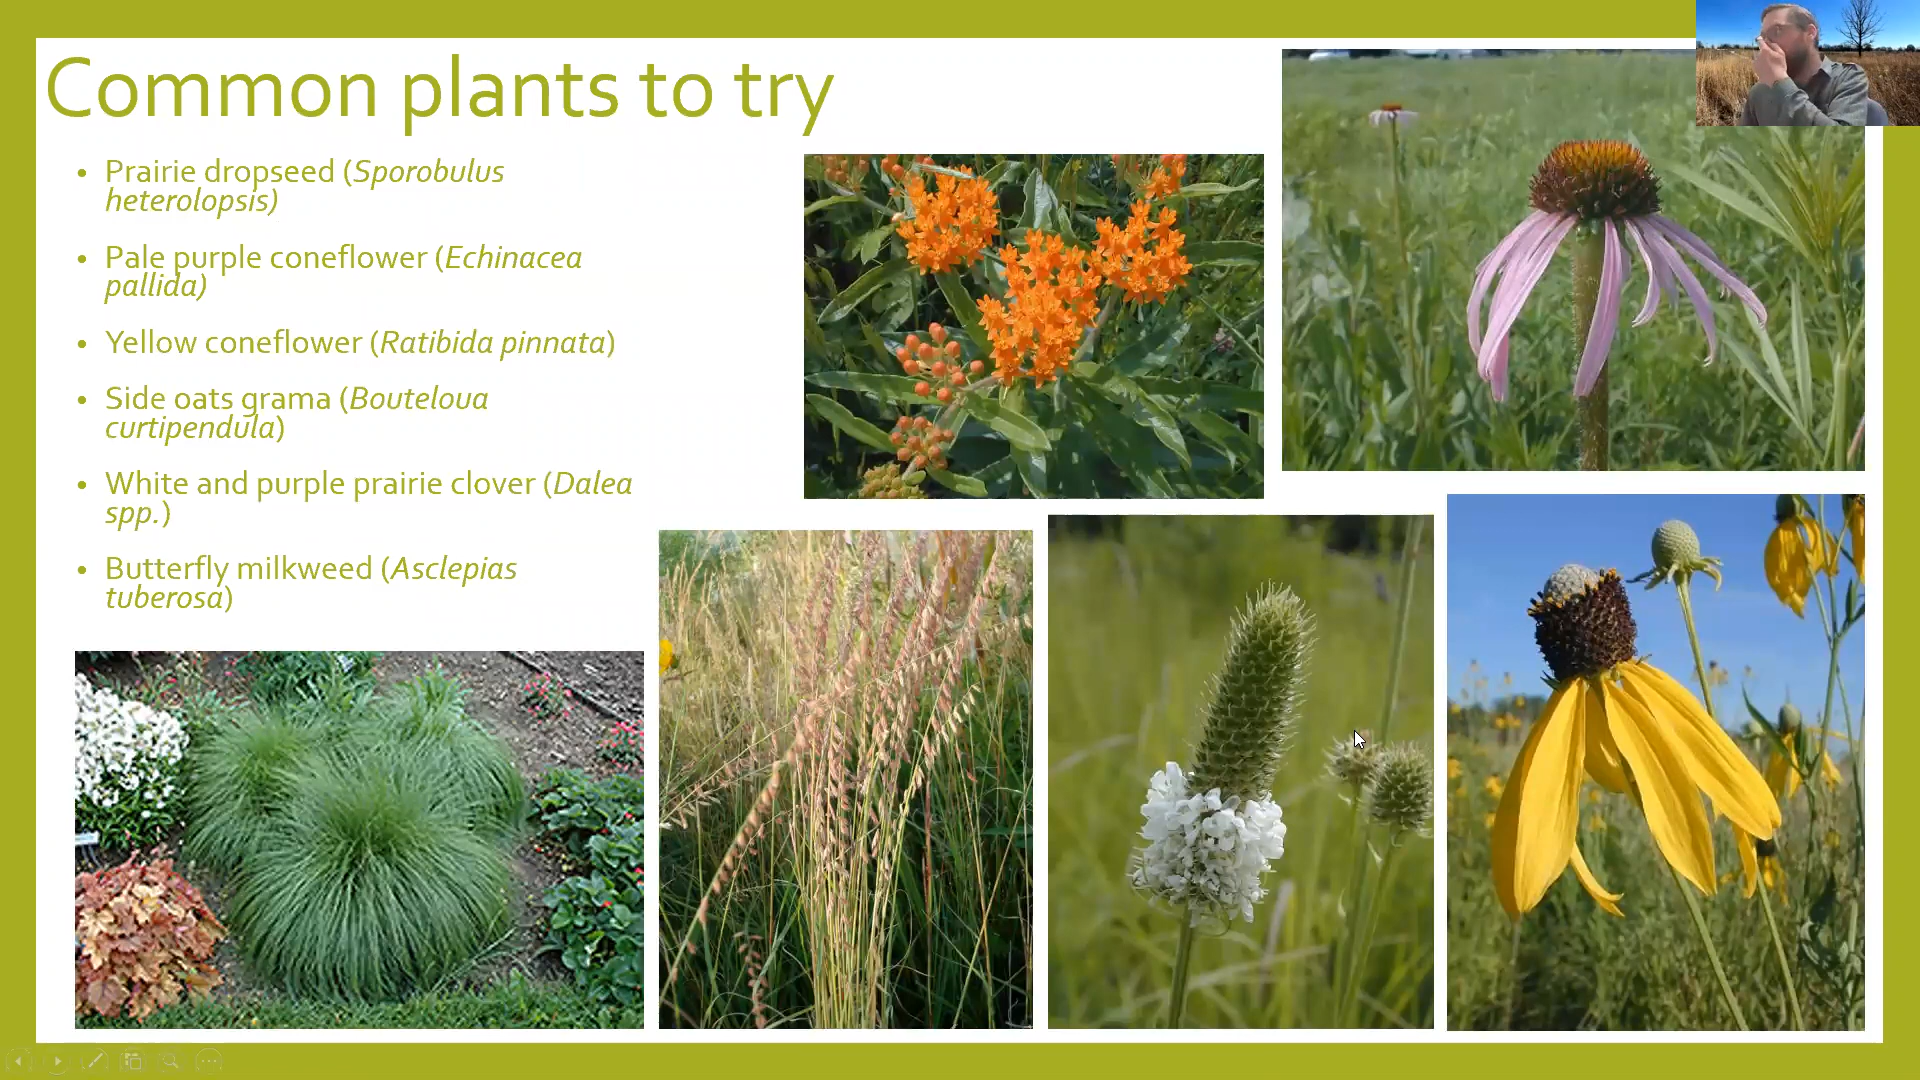 Common plants to try
• Prairie dropseed (Sporobulus
heterolopsis)
• Pale purple coneflower (Echinacea
pallida)
• Yellow coneflower (Ratibida pinnata)
• Side oats grama (Bouteloua
curtipendula)
• White and purple prairie clover (Dalea
spp.)
• Butterfly milkweed (Asclepias
tuberosa)